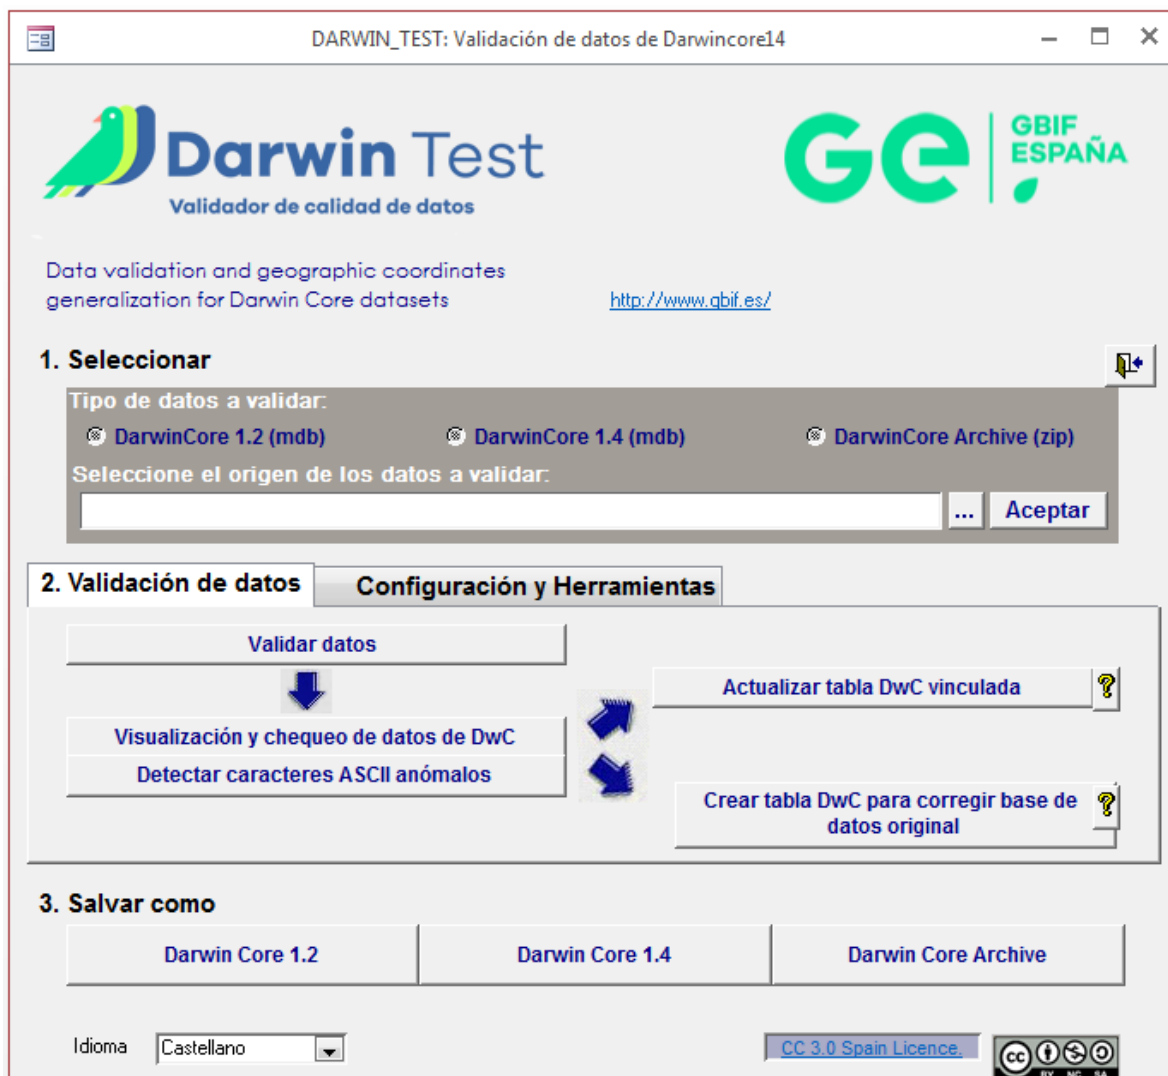 DARWIN_TEST: Validación de datos de Darwincore14
Darwin Test
Validador de calidad de datos
Ge
GBIF
ESPAÑA
Data validation and geographic coordinates
generalization for Darwin Core datasets
http://www.gbif.es/
1. Seleccionar
Tipo de datos a validar:
DarwinCore 1.2 (mdb)
DarwinCore 1.4 (mdb)
DarwinCore Archive (zip)
Seleccione el origen de los datos a validar:
...
Aceptar
2. Validación de datos
Configuración y Herramientas
Validar datos
Visualización y chequeo de datos de DwC
Detectar caracteres ASCII anómalos
Actualizar tabla DwC vinculada
?
Crear tabla DwC para corregir base de
datos original
?
3. Salvar como
Darwin Core 1.2
Darwin Core 1.4
Darwin Core Archive
Idioma
Castellano
CC 3.0 Spain Licence.
cc
BY NC SA